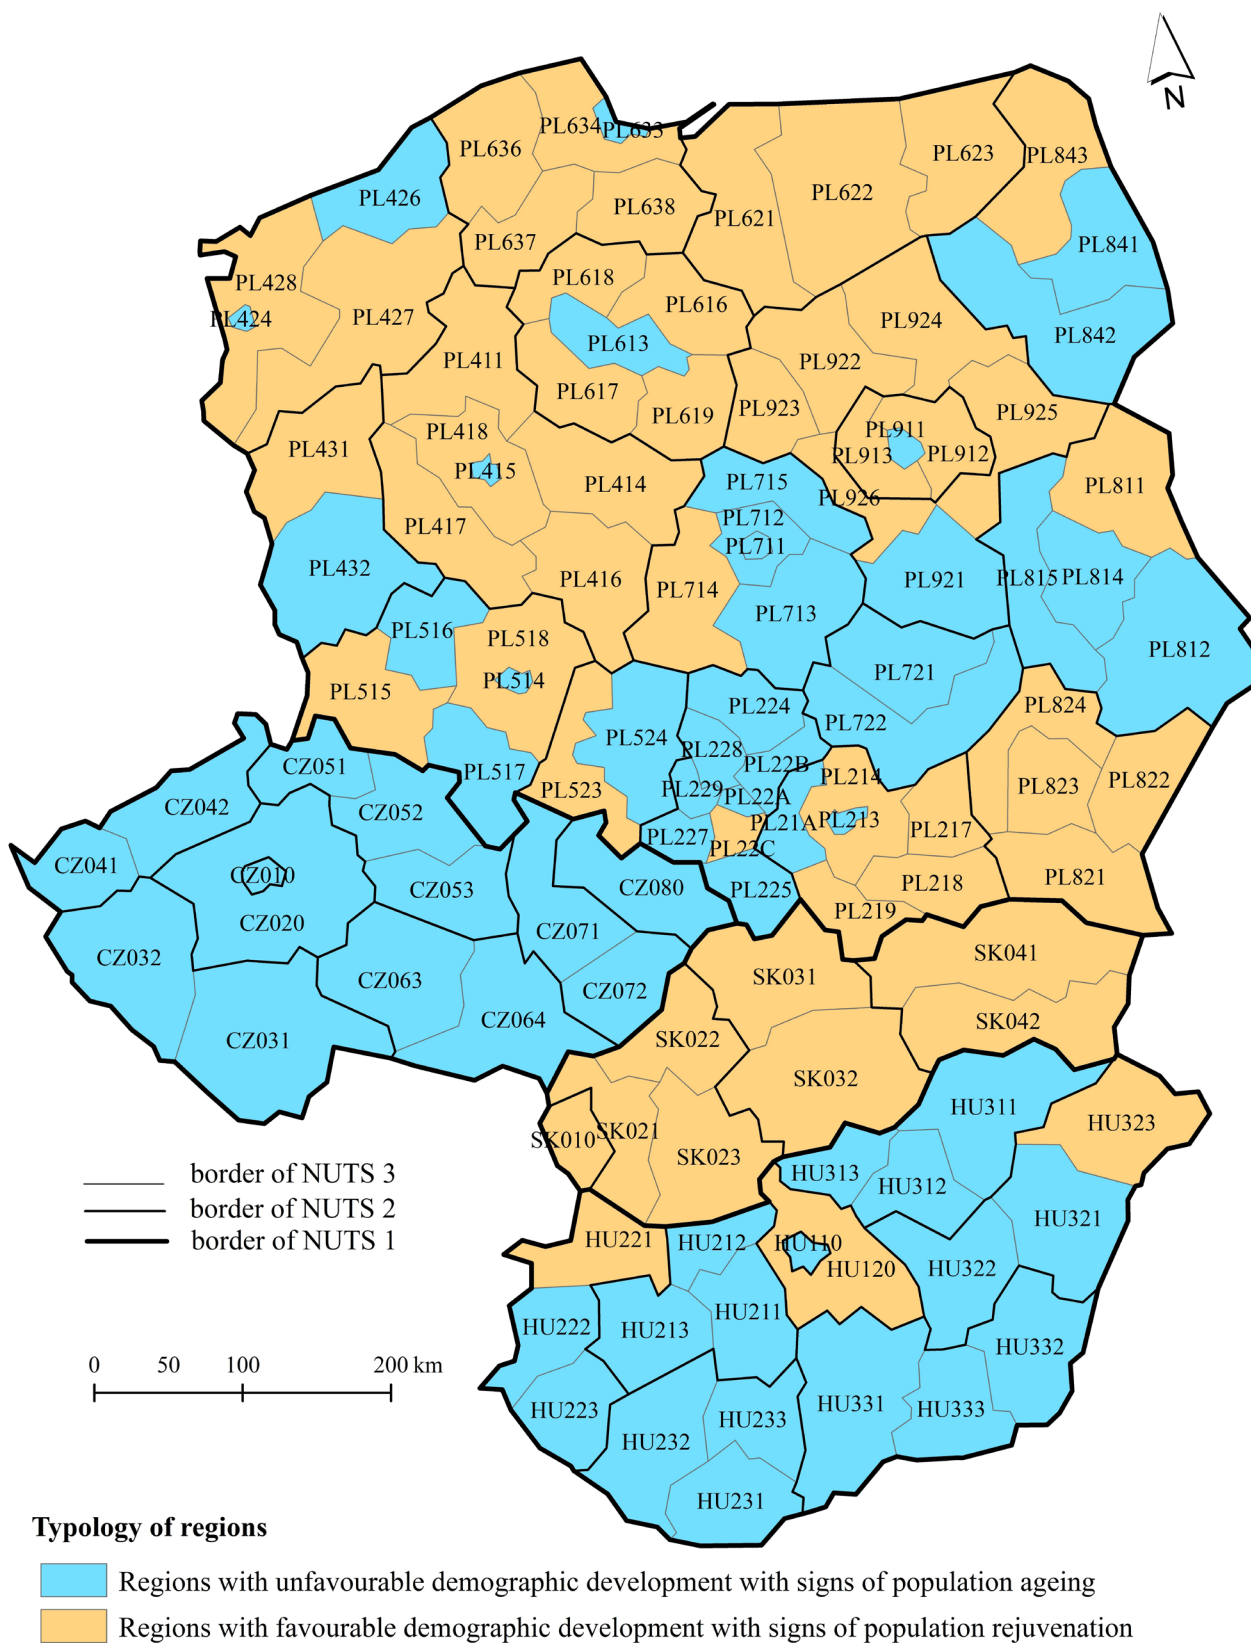 N
PL634
PL633
PL636
PL623
PL843
PL426
PL622
PL638
PL621
PL637
PL841
PL428
PL618
PL616
PL424
PL427
PL924
PL842
PL613
PL411
PL922
PL617
PL923
PL619
PL925
PL418
PL911
PL431
PL913
PL912
PL415
PL414
PL715
PL811
PL926
PL417
PL712
PL711
PL432
PL416
PL714
PL921
PL815
PL814
PL713
PL516
PL518
PL812
PL721
PL514
PL515
PL224
PL824
PL722
PL524
PL228
PL22B
CZ051
PL517
PL214
PL822
PL523
PL229
PL22A
PL823
CZ042
CZ052
PL21A
PL213
PL217
PL227
PL22C
CZ041
CZ010
CZ053
CZ080
PL225
PL218
PL821
PL219
CZ020
CZ071
CZ032
SK041
CZ063
SK031
CZ072
CZ064
SK042
CZ031
SK022
SK032
HU311
HU323
SK010
SK021
SK023
border of NUTS 3
HU313
HU312
border of NUTS 2
HU321
border of NUTS 1
HU221
HU212
HU110
HU120
HU322
HU211
HU222
HU213
HU332
0 50 100 200 km
HU223
HU331
HU333
HU233
HU232
HU231
Typology of regions
Regions with unfavourable demographic development with signs of population ageing
Regions with favourable demographic development with signs of population rejuvenation